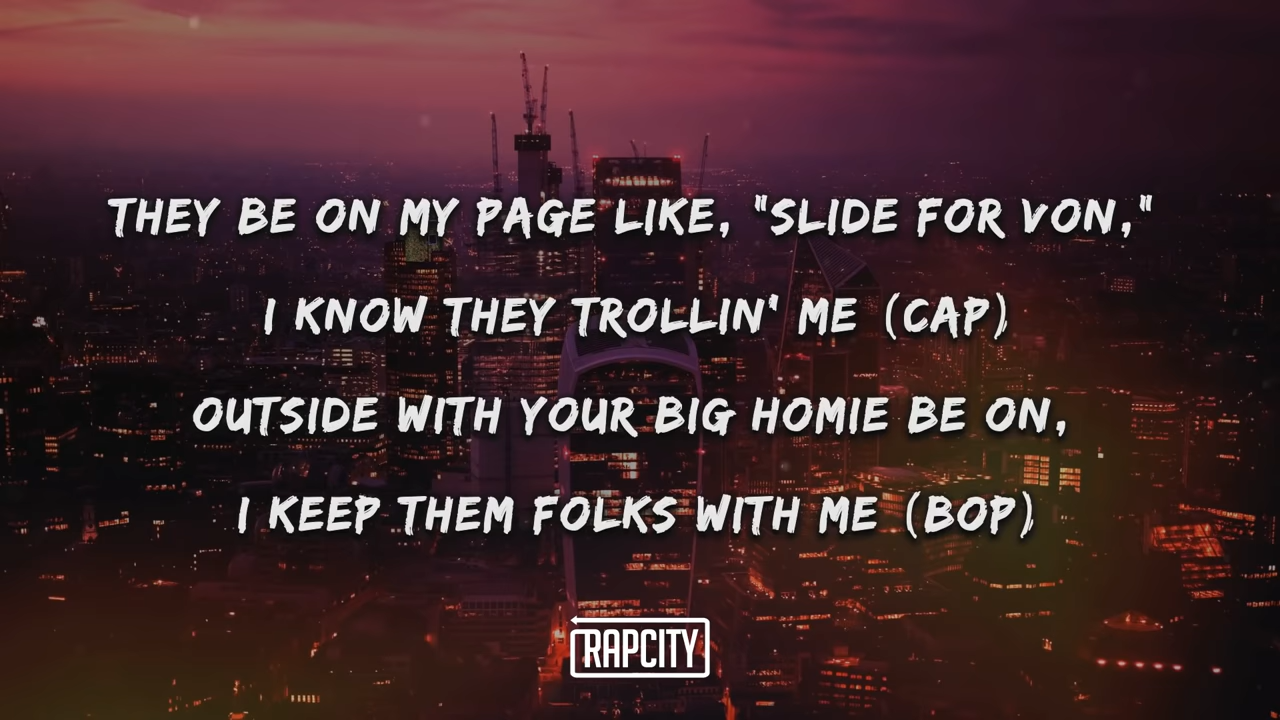 THEY BE ON MY PAGE LIKE, "SLIDE FOR VON,"
I KNOW THEY TROLLIN' ME (CAP)
OUTSIDE WITH YOUR BIG HOMIE BE ON,
I KEEP THEM FOLKS WITH ME (BOP)
RAPCITY